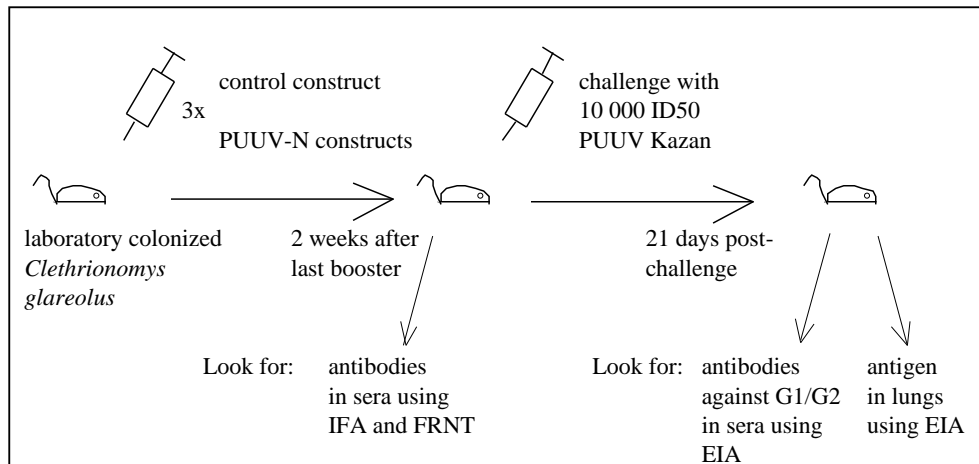 control construct
3x
PUUV-N constructs
challenge with
10 000 ID50
PUUV Kazan
laboratory colonized
Clethrionomys
glareolus
2 weeks after
last booster
21 days post-
challenge
Look for:
antibodies
in sera using
IFA and FRNT
Look for:
antibodies
against G1/G2
in sera using
EIA
antigen
in lungs
using EIA